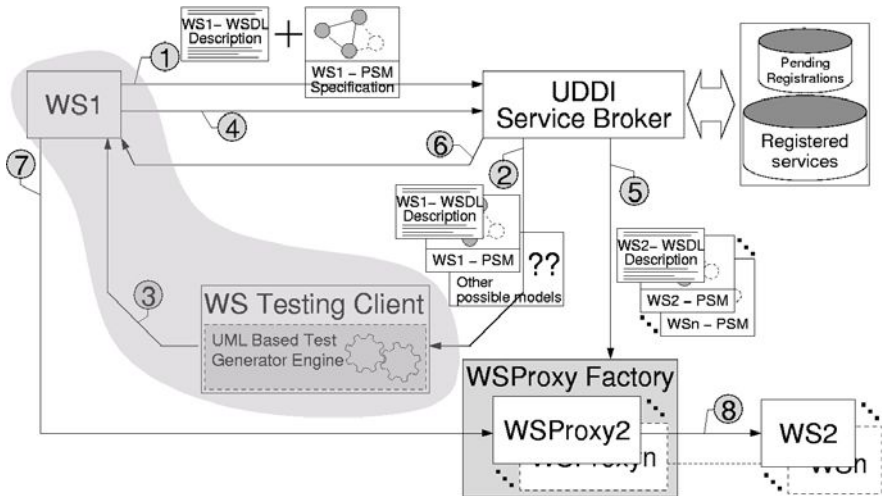 WS1– WSDL
Description
+
1
WS1 – PSM
Specification
WS1
4
6
UDDI
Service Broker
Pending
Registrations
Registered
services
7
2
5
WS1– WSDL
Description
WS1 – PSM
??
Other
possible models
WS2– WSDL
Description
WS2 – PSM
WSn – PSM
3
WS Testing Client
UML Based Test
Generator Engine
WSProxy Factory
WSProxy2
WSProxyn
8
WS2
WSn